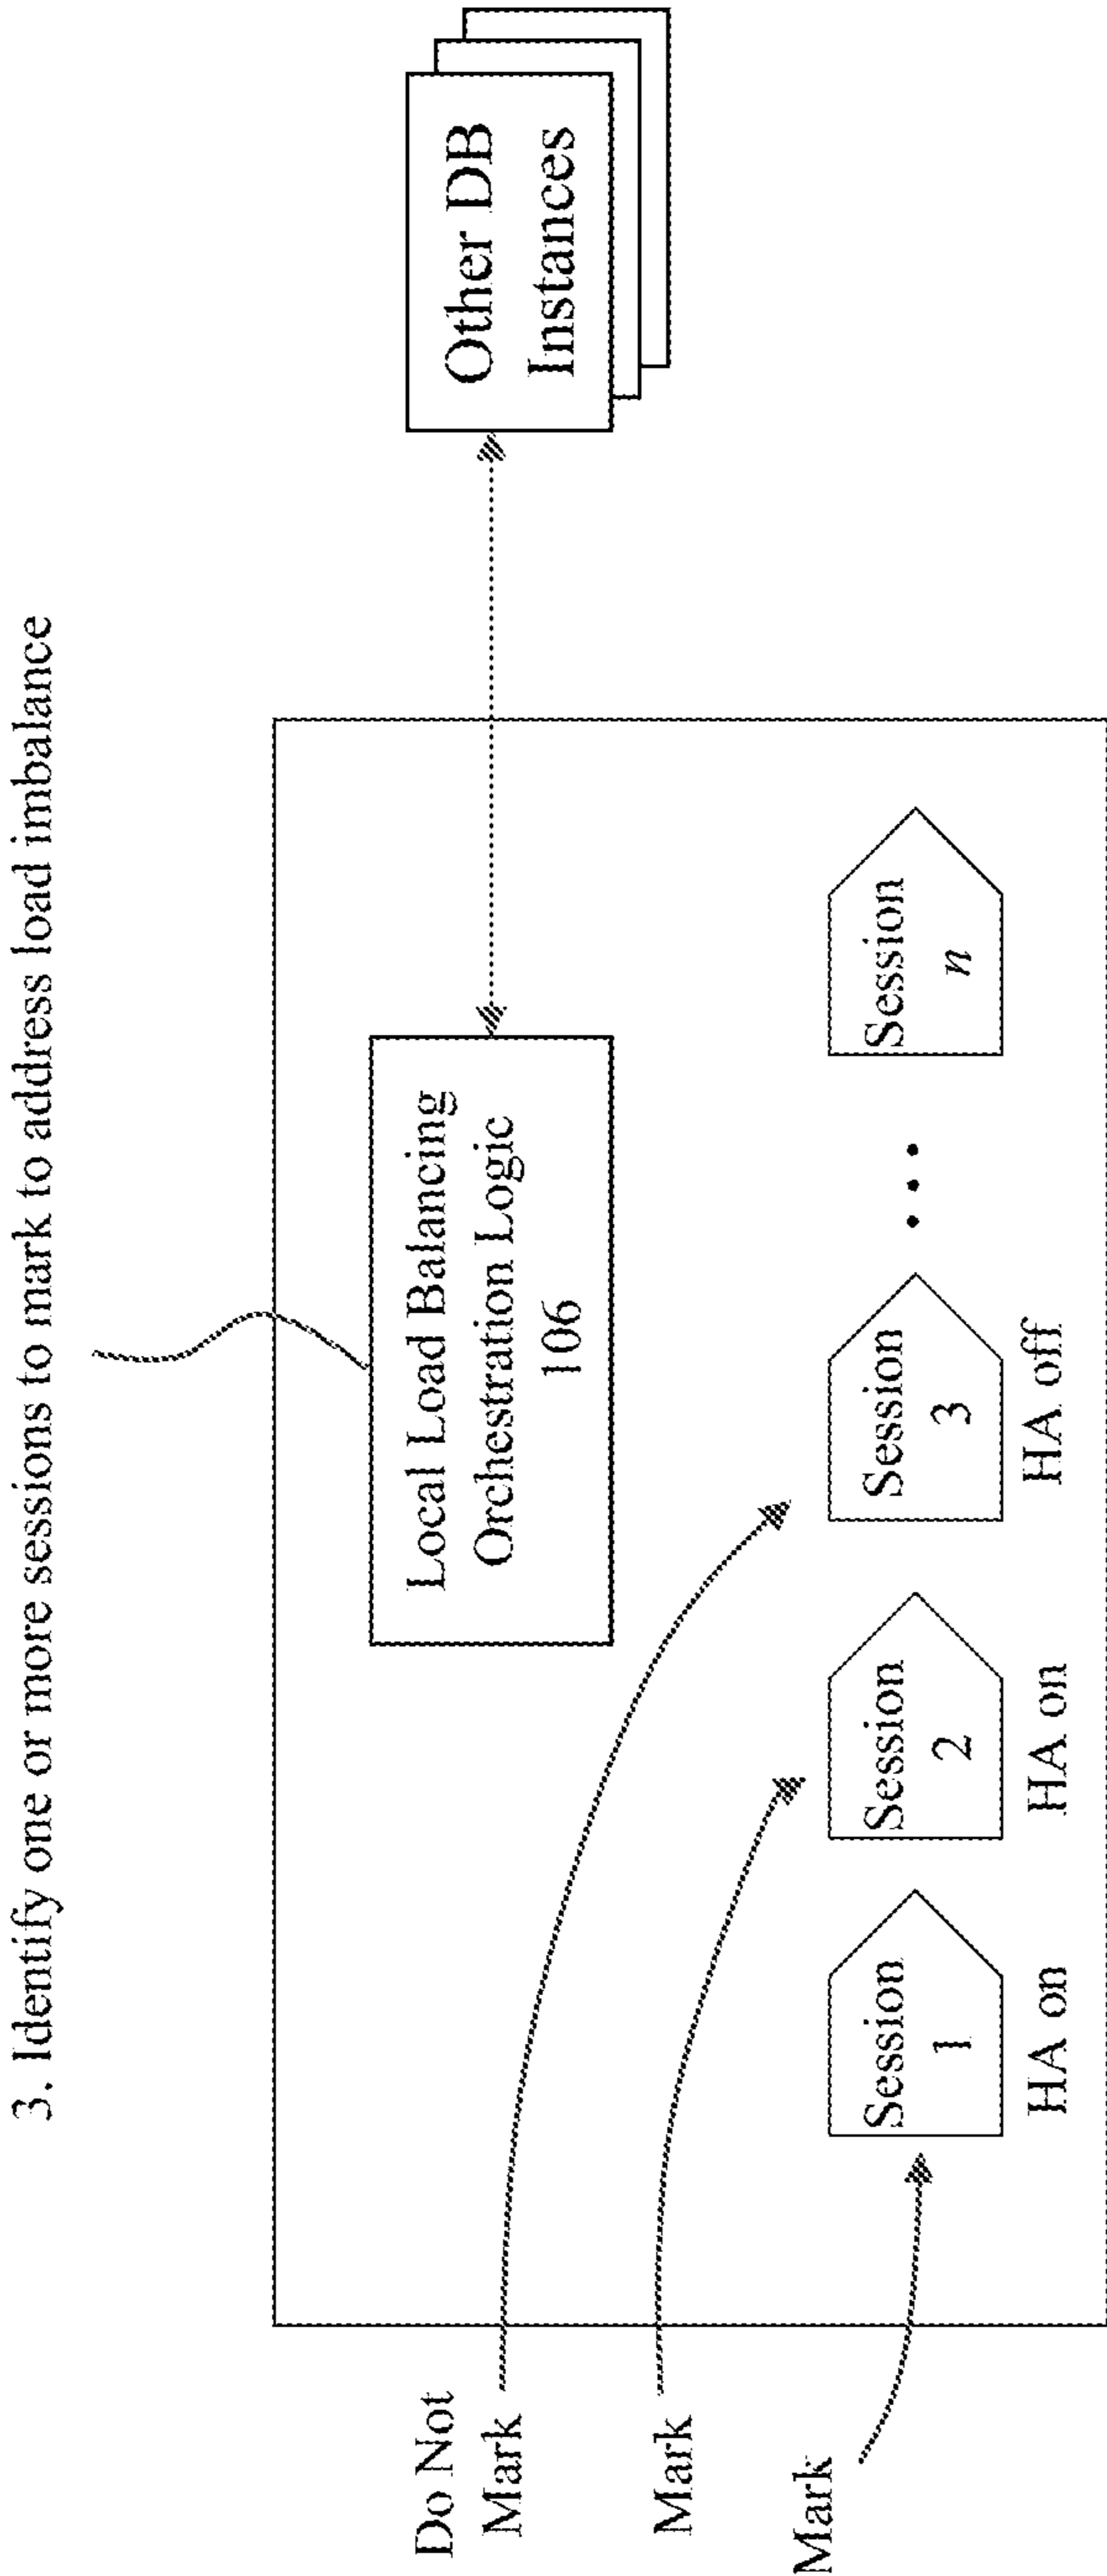 3. Identify one or more sessions to mark to address load imbalance
Local Load Balancing
Orchestration Logic
106
Other DB
Instances
Do Not
Mark
Mark
Mark
Session
1
HA on
Session
2
HA on
Session
3
HA off
• • •
Session
n